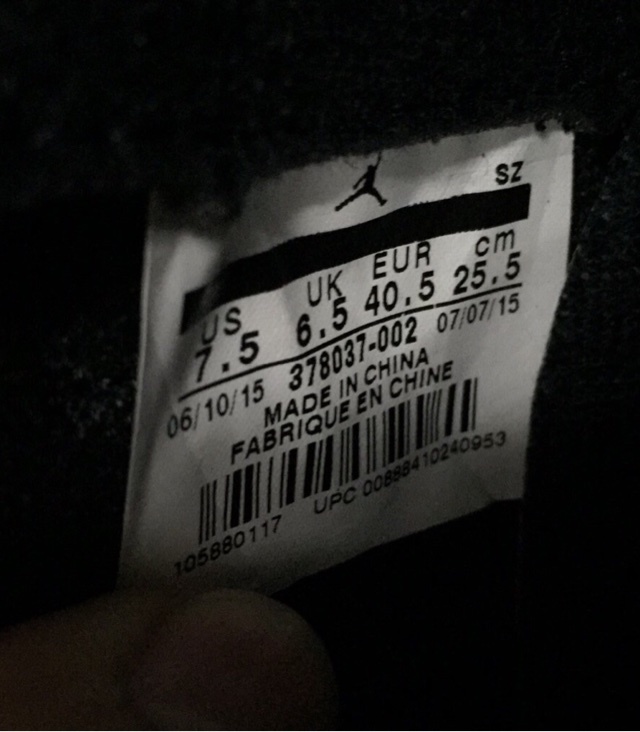 SZ
US UK EUR cm
7.5 6.5 40.5 25.5
06/10/15 378037-002 07/07/15
MADE IN CHINA
FABRIQUE EN CHINE
105880117 UPC 00888410240953